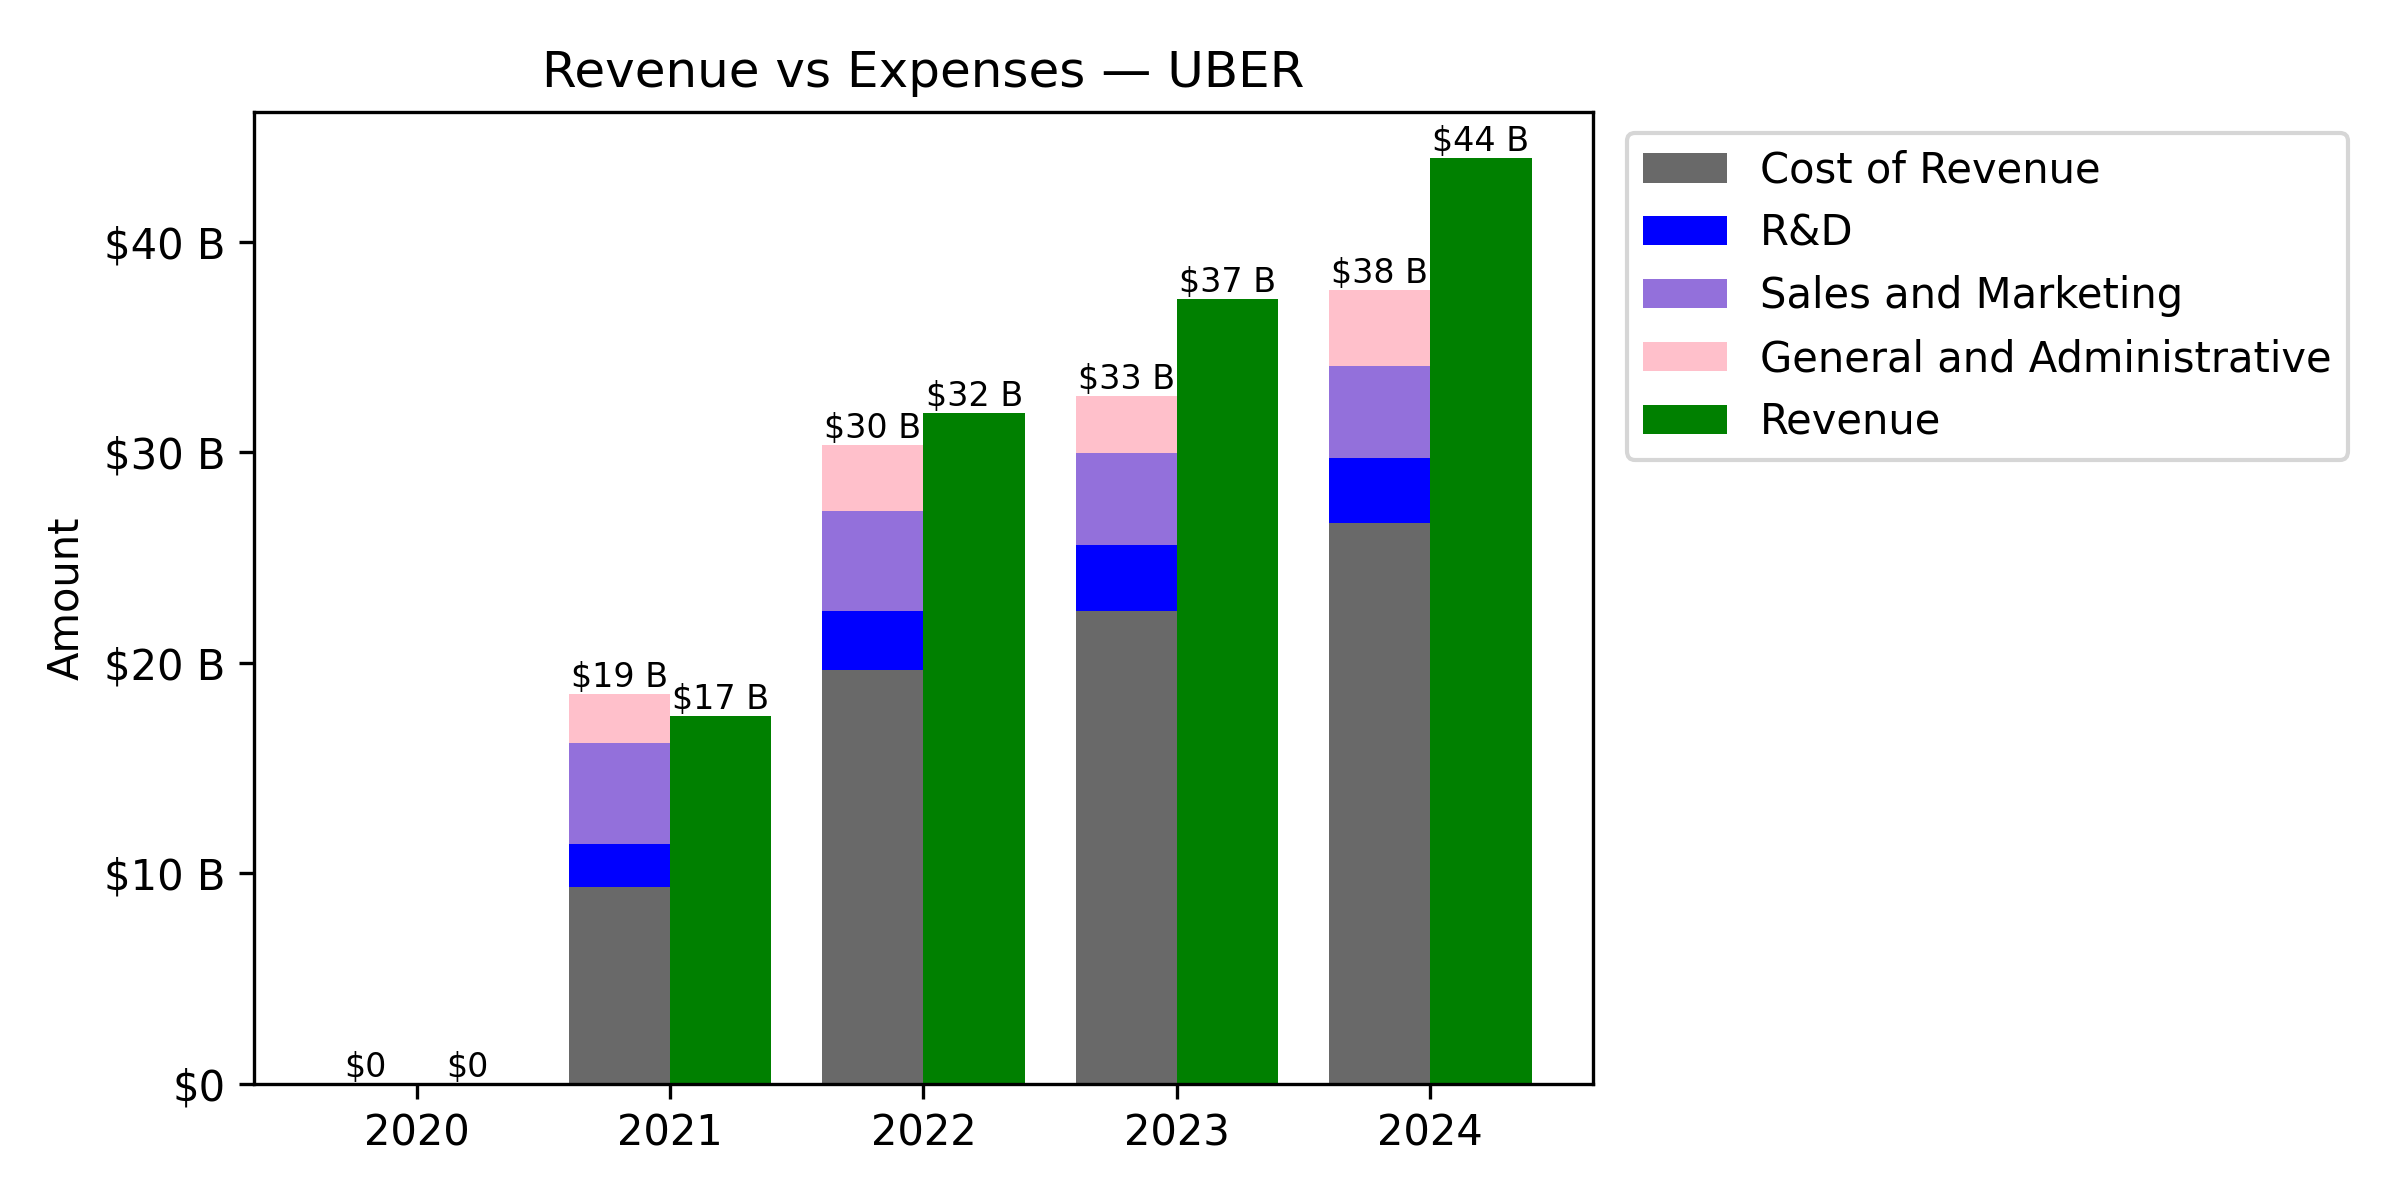 Revenue vs Expenses — UBER
Amount
$40 B
$30 B
$20 B
$10 B
$0
$0
$0
$19 B
$17 B
$30 B
$32 B
$33 B
$37 B
$38 B
$44 B
2020
2021
2022
2023
2024
Cost of Revenue
R&D
Sales and Marketing
General and Administrative
Revenue